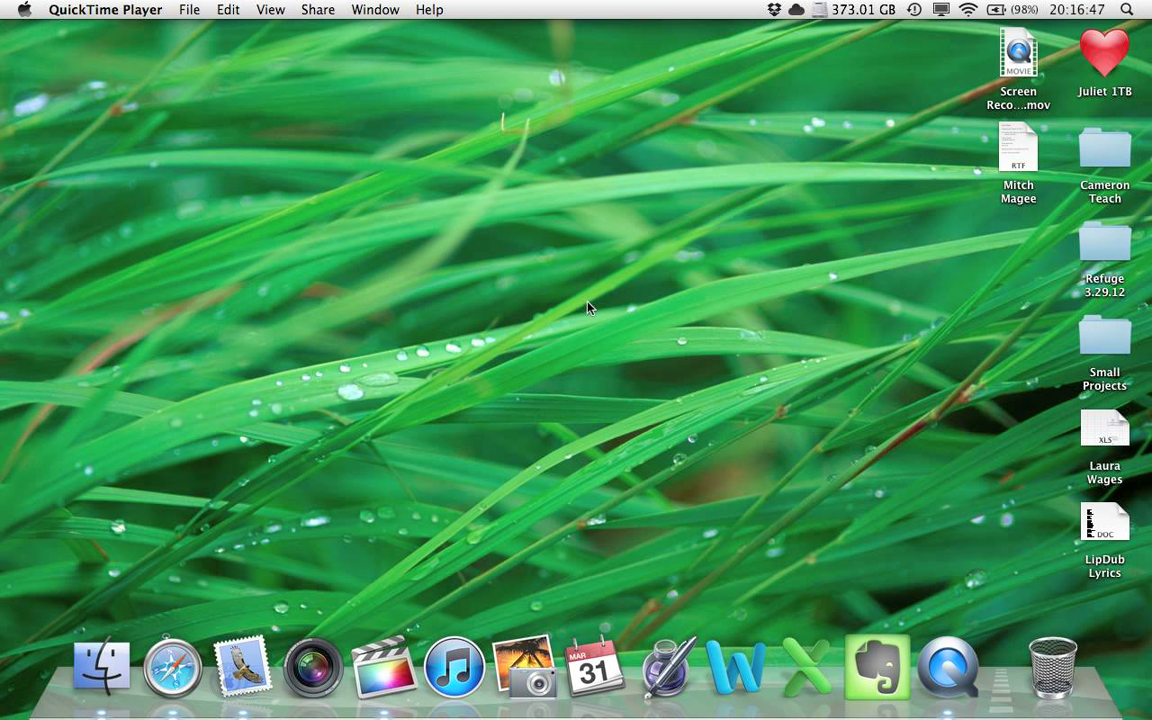 QuickTime Player File Edit View Share Window Help 373.01 GB (98%) 20:16:47
MOVIE
Screen
Reco....mov
Juliet 1TB
RTF
Mitch
Magee
Cameron
Teach
Refuge
3.29.12
Small
Projects
XLS
Laura
Wages
DOC
LipDub
Lyrics
MAR
31